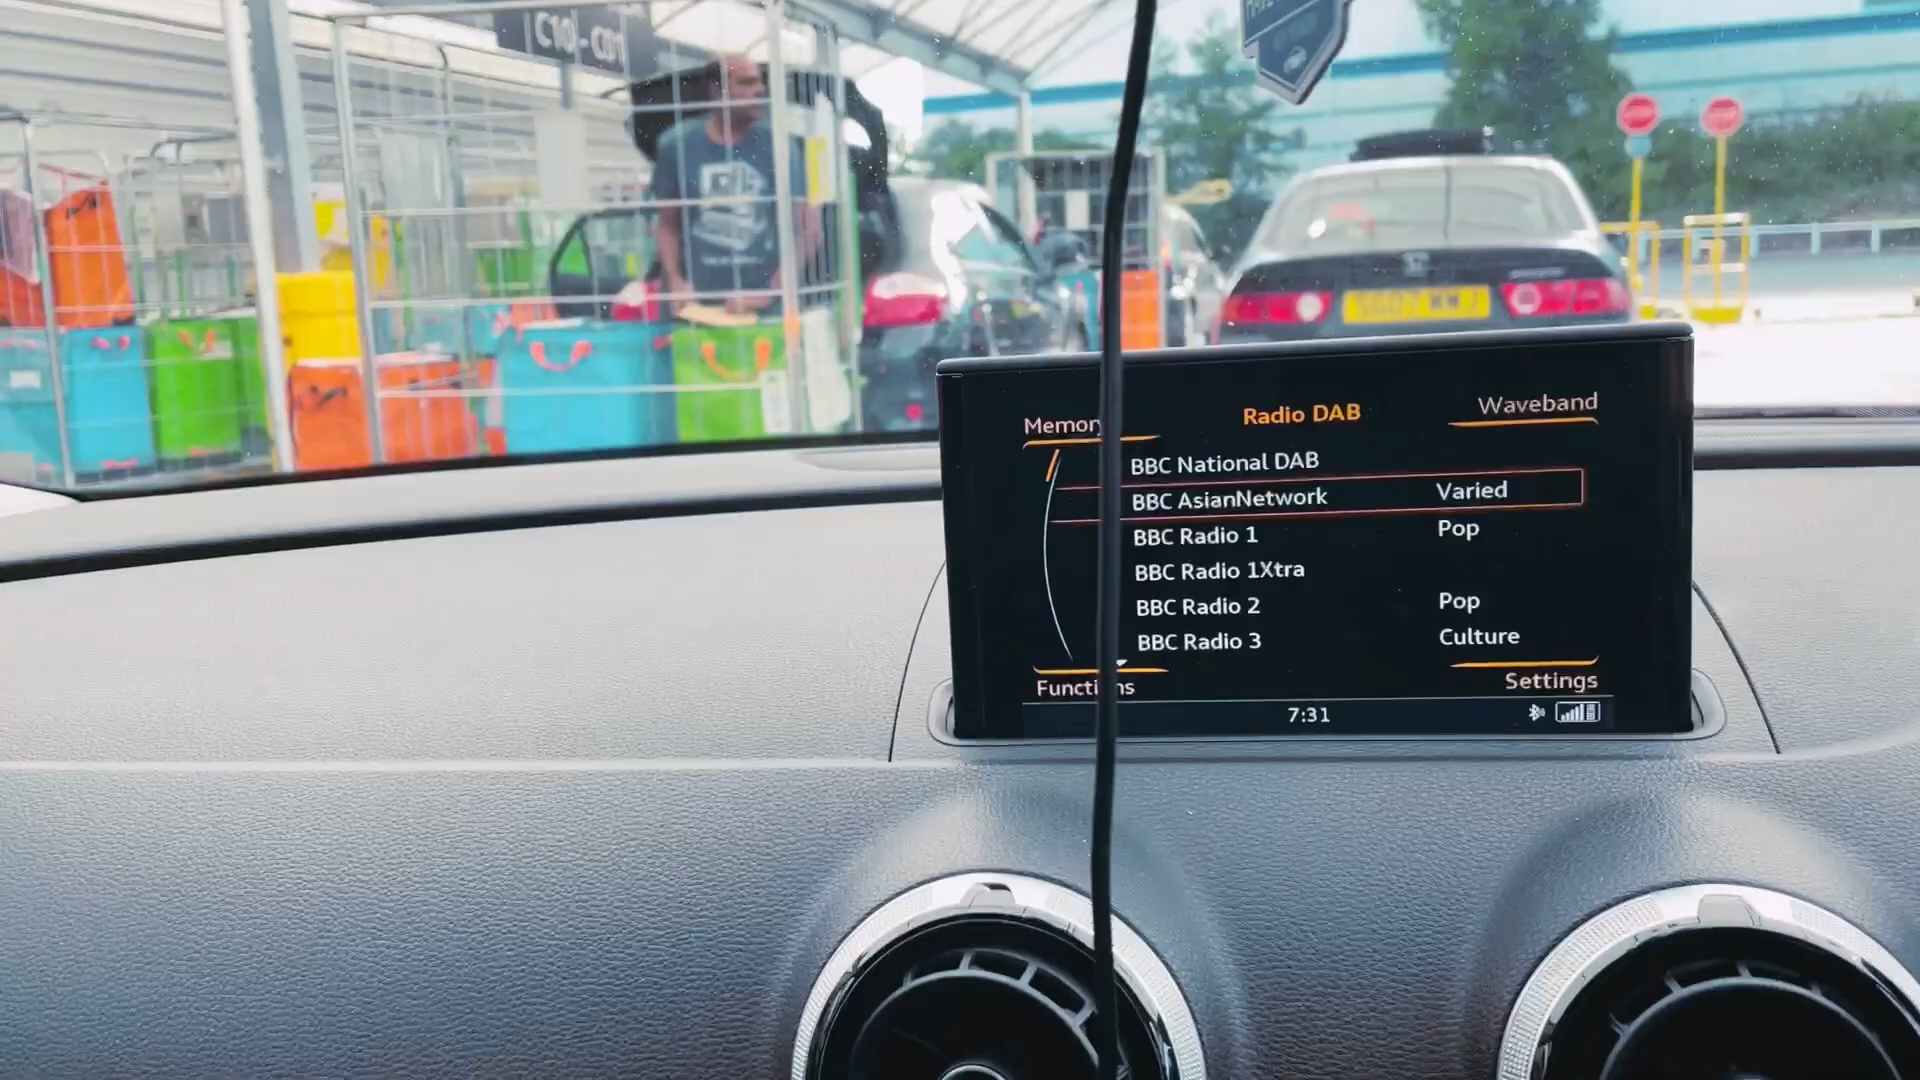 C10 - C01
Memory
Radio DAB
Waveband
BBC National DAB
BBC AsianNetwork Varied
BBC Radio 1 Pop
BBC Radio 1Xtra
BBC Radio 2 Pop
BBC Radio 3 Culture
Functions
Settings
7:31